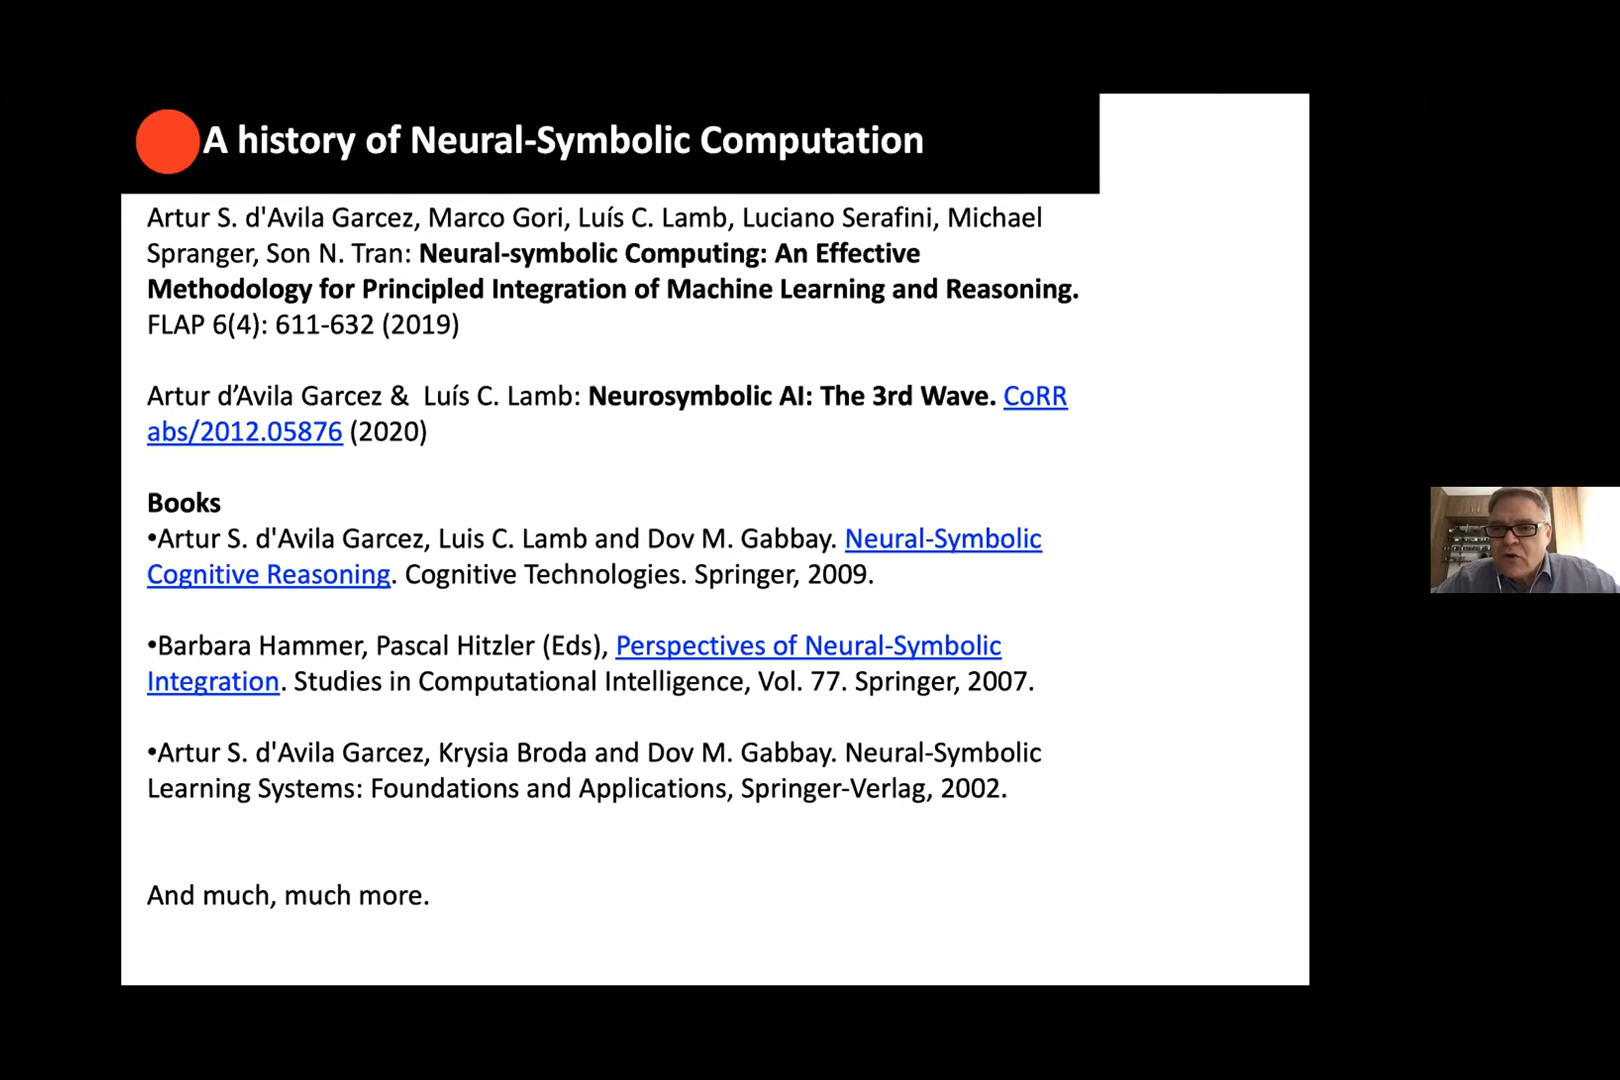 A history of Neural-Symbolic Computation
Artur S. d'Avila Garcez, Marco Gori, Luís C. Lamb, Luciano Serafini, Michael
Spranger, Son N. Tran: Neural-symbolic Computing: An Effective
Methodology for Principled Integration of Machine Learning and Reasoning.
FLAP 6(4): 611-632 (2019)
Artur d’Avila Garcez & Luís C. Lamb: Neurosymbolic AI: The 3rd Wave. CoRR
abs/2012.05876 (2020)
Books
•Artur S. d'Avila Garcez, Luis C. Lamb and Dov M. Gabbay. Neural-Symbolic
Cognitive Reasoning. Cognitive Technologies. Springer, 2009.
•Barbara Hammer, Pascal Hitzler (Eds), Perspectives of Neural-Symbolic
Integration. Studies in Computational Intelligence, Vol. 77. Springer, 2007.
•Artur S. d'Avila Garcez, Krysia Broda and Dov M. Gabbay. Neural-Symbolic
Learning Systems: Foundations and Applications, Springer-Verlag, 2002.
And much, much more.